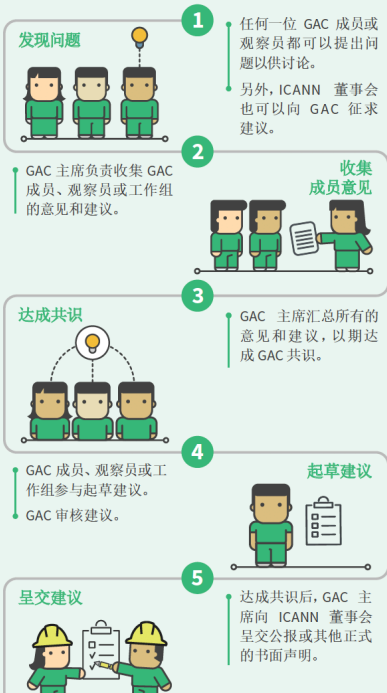 1
发现问题
任何一位 GAC 成员或
观察员都可以提出问
题以供讨论。
另外，ICANN 董事会
也可以向 GAC 征求
建议。
2
收集
成员意见
GAC 主席负责收集 GAC
成员、观察员或工作组
的意见和建议。
3
达成共识
GAC 主席汇总所有的
意见和建议，以期达
成 GAC 共识。
4
起草建议
GAC 成员、观察员或工
作组参与起草建议。
GAC 审核建议。
5
呈交建议
达成共识后，GAC 主
席向 ICANN 董事会
呈交公报或其他正式
的书面声明。